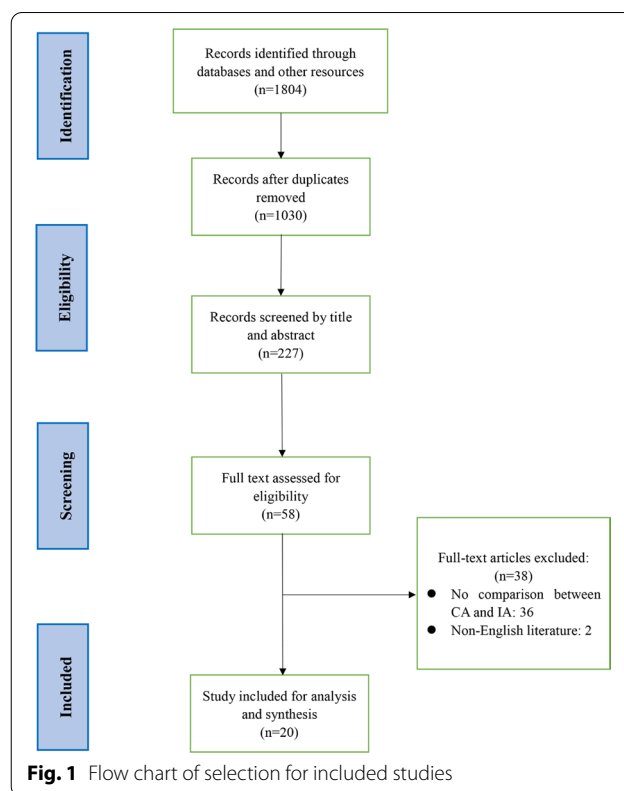 Identification
Records identified through
databases and other resources
(n=1804)
Records after duplicates
removed
(n=1030)
Eligibility
Records screened by title
and abstract
(n=227)
Screening
Full text assessed for
eligibility
(n=58)
Full-text articles excluded:
(n=38)
● No comparison between
CA and IA: 36
● Non-English literature: 2
Included
Study included for analysis
and synthesis
(n=20)
Fig. 1 Flow chart of selection for included studies